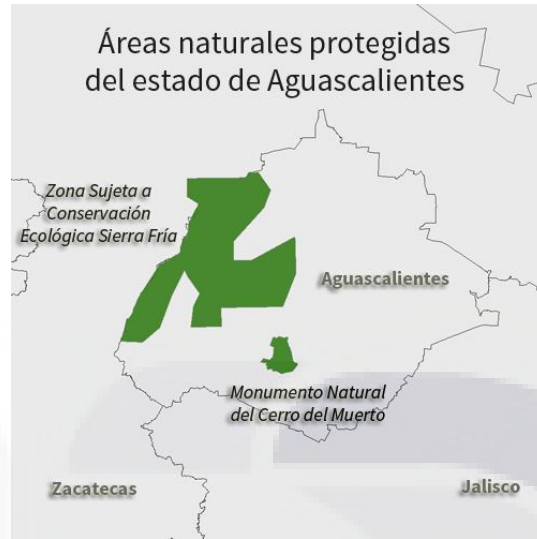 Áreas naturales protegidas
del estado de Aguascalientes
Zona Sujeta a
Conservación
Ecológica Sierra Fría
Aguascalientes
Monumento Natural
del Cerro del Muerto
Zacatecas
Jalisco